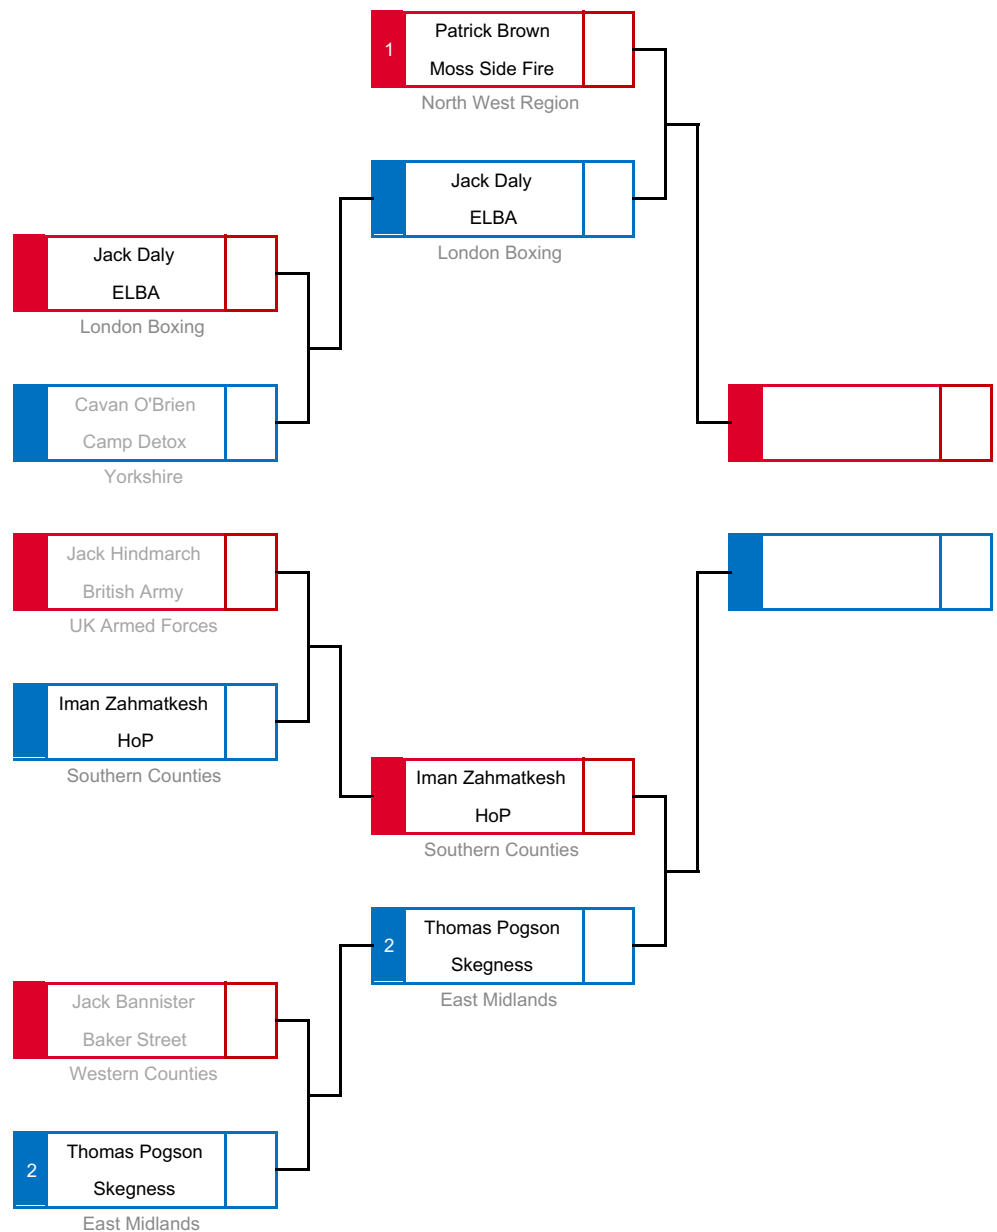 1
Patrick Brown
Moss Side Fire
North West Region
Jack Daly
ELBA
London Boxing
Jack Daly
ELBA
London Boxing
Cavan O'Brien
Camp Detox
Yorkshire
Jack Hindmarch
British Army
UK Armed Forces
Iman Zahmatkesh
HoP
Southern Counties
Iman Zahmatkesh
HoP
Southern Counties
2
Thomas Pogson
Skegness
East Midlands
Jack Bannister
Baker Street
Western Counties
2
Thomas Pogson
Skegness
East Midlands